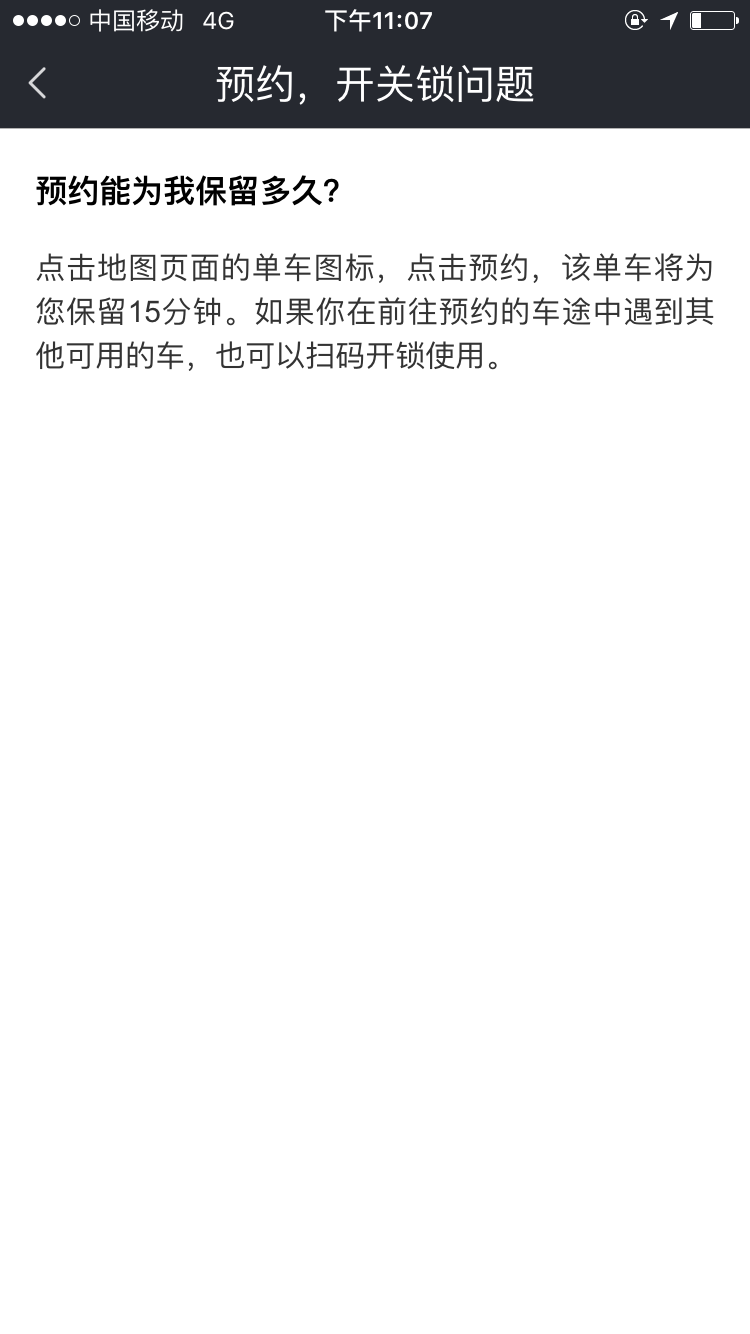 中国移动 4G 下午11:07
预约，开关锁问题
预约能为我保留多久？
点击地图页面的单车图标，点击预约，该单车将为
您保留15分钟。如果你在前往预约的车途中遇到其
他可用的车，也可以扫码开锁使用。